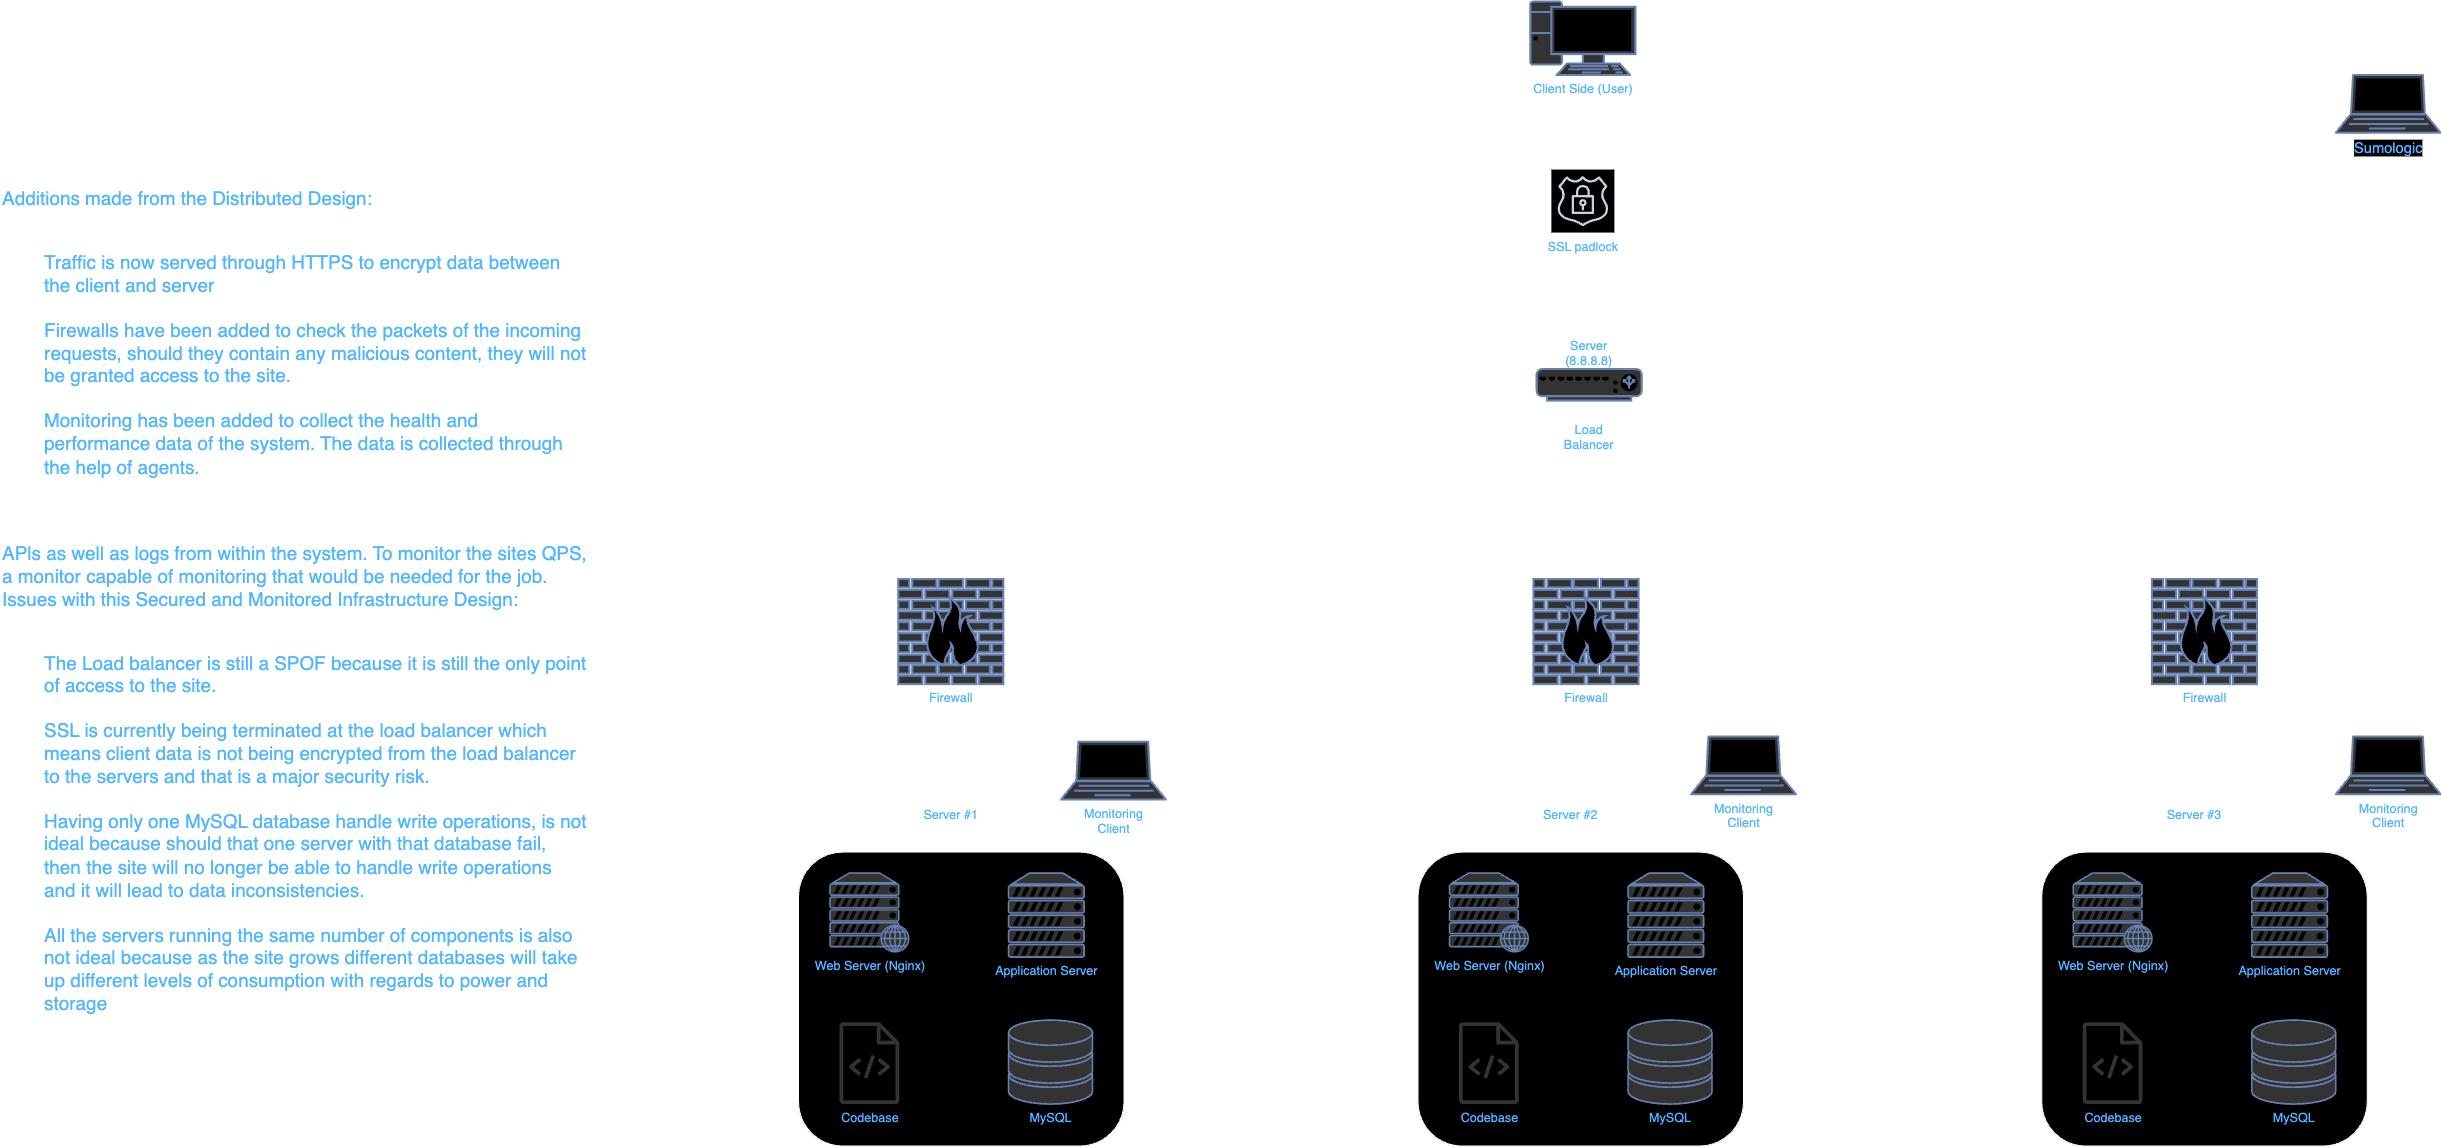 Client Side (User)
Sumologic
SSL padlock
Server
(8.8.8.8)
Load
Balancer
Additions made from the Distributed Design:
Traffic is now served through HTTPS to encrypt data between
the client and server
Firewalls have been added to check the packets of the incoming
requests, should they contain any malicious content, they will not
be granted access to the site.
Monitoring has been added to collect the health and
performance data of the system. The data is collected through
the help of agents.
APIs as well as logs from within the system. To monitor the sites QPS,
a monitor capable of monitoring that would be needed for the job.
Issues with this Secured and Monitored Infrastructure Design:
The Load balancer is still a SPOF because it is still the only point
of access to the site.
SSL is currently being terminated at the load balancer which
means client data is not being encrypted from the load balancer
to the servers and that is a major security risk.
Having only one MySQL database handle write operations, is not
ideal because should that one server with that database fail,
then the site will no longer be able to handle write operations
and it will lead to data inconsistencies.
All the servers running the same number of components is also
not ideal because as the site grows different databases will take
up different levels of consumption with regards to power and
storage
Firewall
Server #1
Monitoring
Client
Web Server (Nginx)
Application Server
Codebase
MySQL
Firewall
Server #2
Monitoring
Client
Web Server (Nginx)
Application Server
Codebase
MySQL
Firewall
Server #3
Monitoring
Client
Web Server (Nginx)
Application Server
Codebase
MySQL